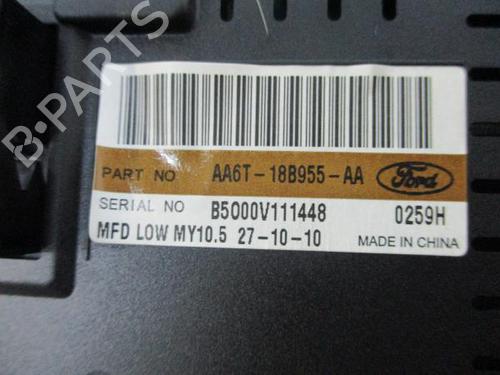 B-PARTS
PART NO AA6T-18B955-AA Ford
SERIAL NO B5000V111448 0259H
MFD LOW MY10.5 27-10-10 MADE IN CHINA